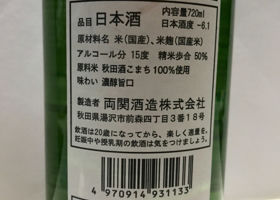 品目 日本酒 内容量720ml
日本酒度 -6.1
原材料名 米(国産)、米麹(国産米)
アルコール分 15度 精米歩合 50%
原料米 秋田酒こまち100%使用
味わい 濃醇旨口
製造者 両関酒造株式会社
秋田県湯沢市前森四丁目3番18号
飲酒は20歳になってから、楽しく適量を。
妊娠中や授乳期の飲酒は気をつけましょう。
4 970914 931133